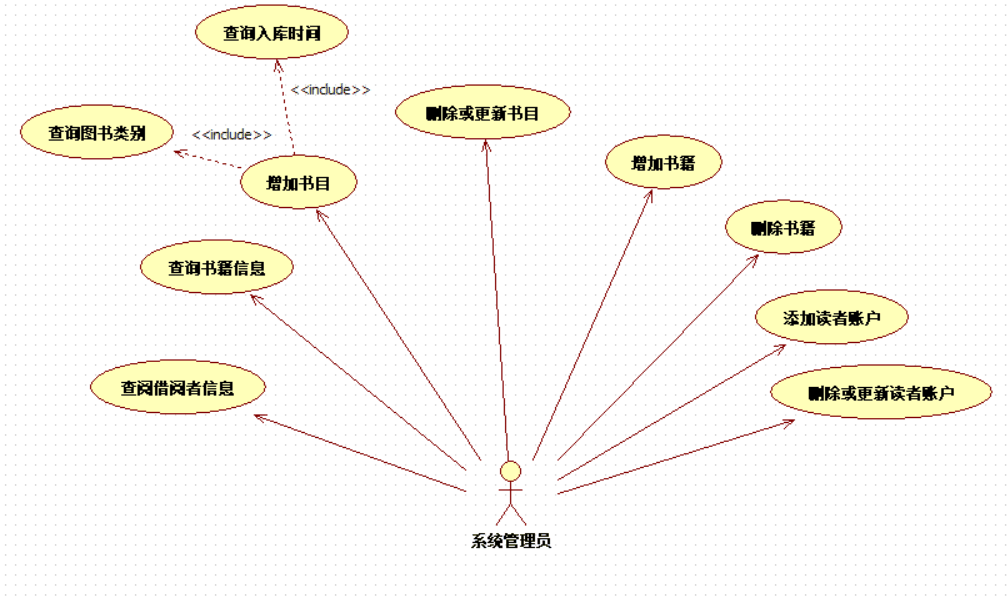 查询入库时间
<<include>>
删除或更新书目
查询图书类别
<<include>>
增加书籍
增加书目
删除书籍
查询书籍信息
添加读者账户
查阅借阅者信息
删除或更新读者账户
系统管理员